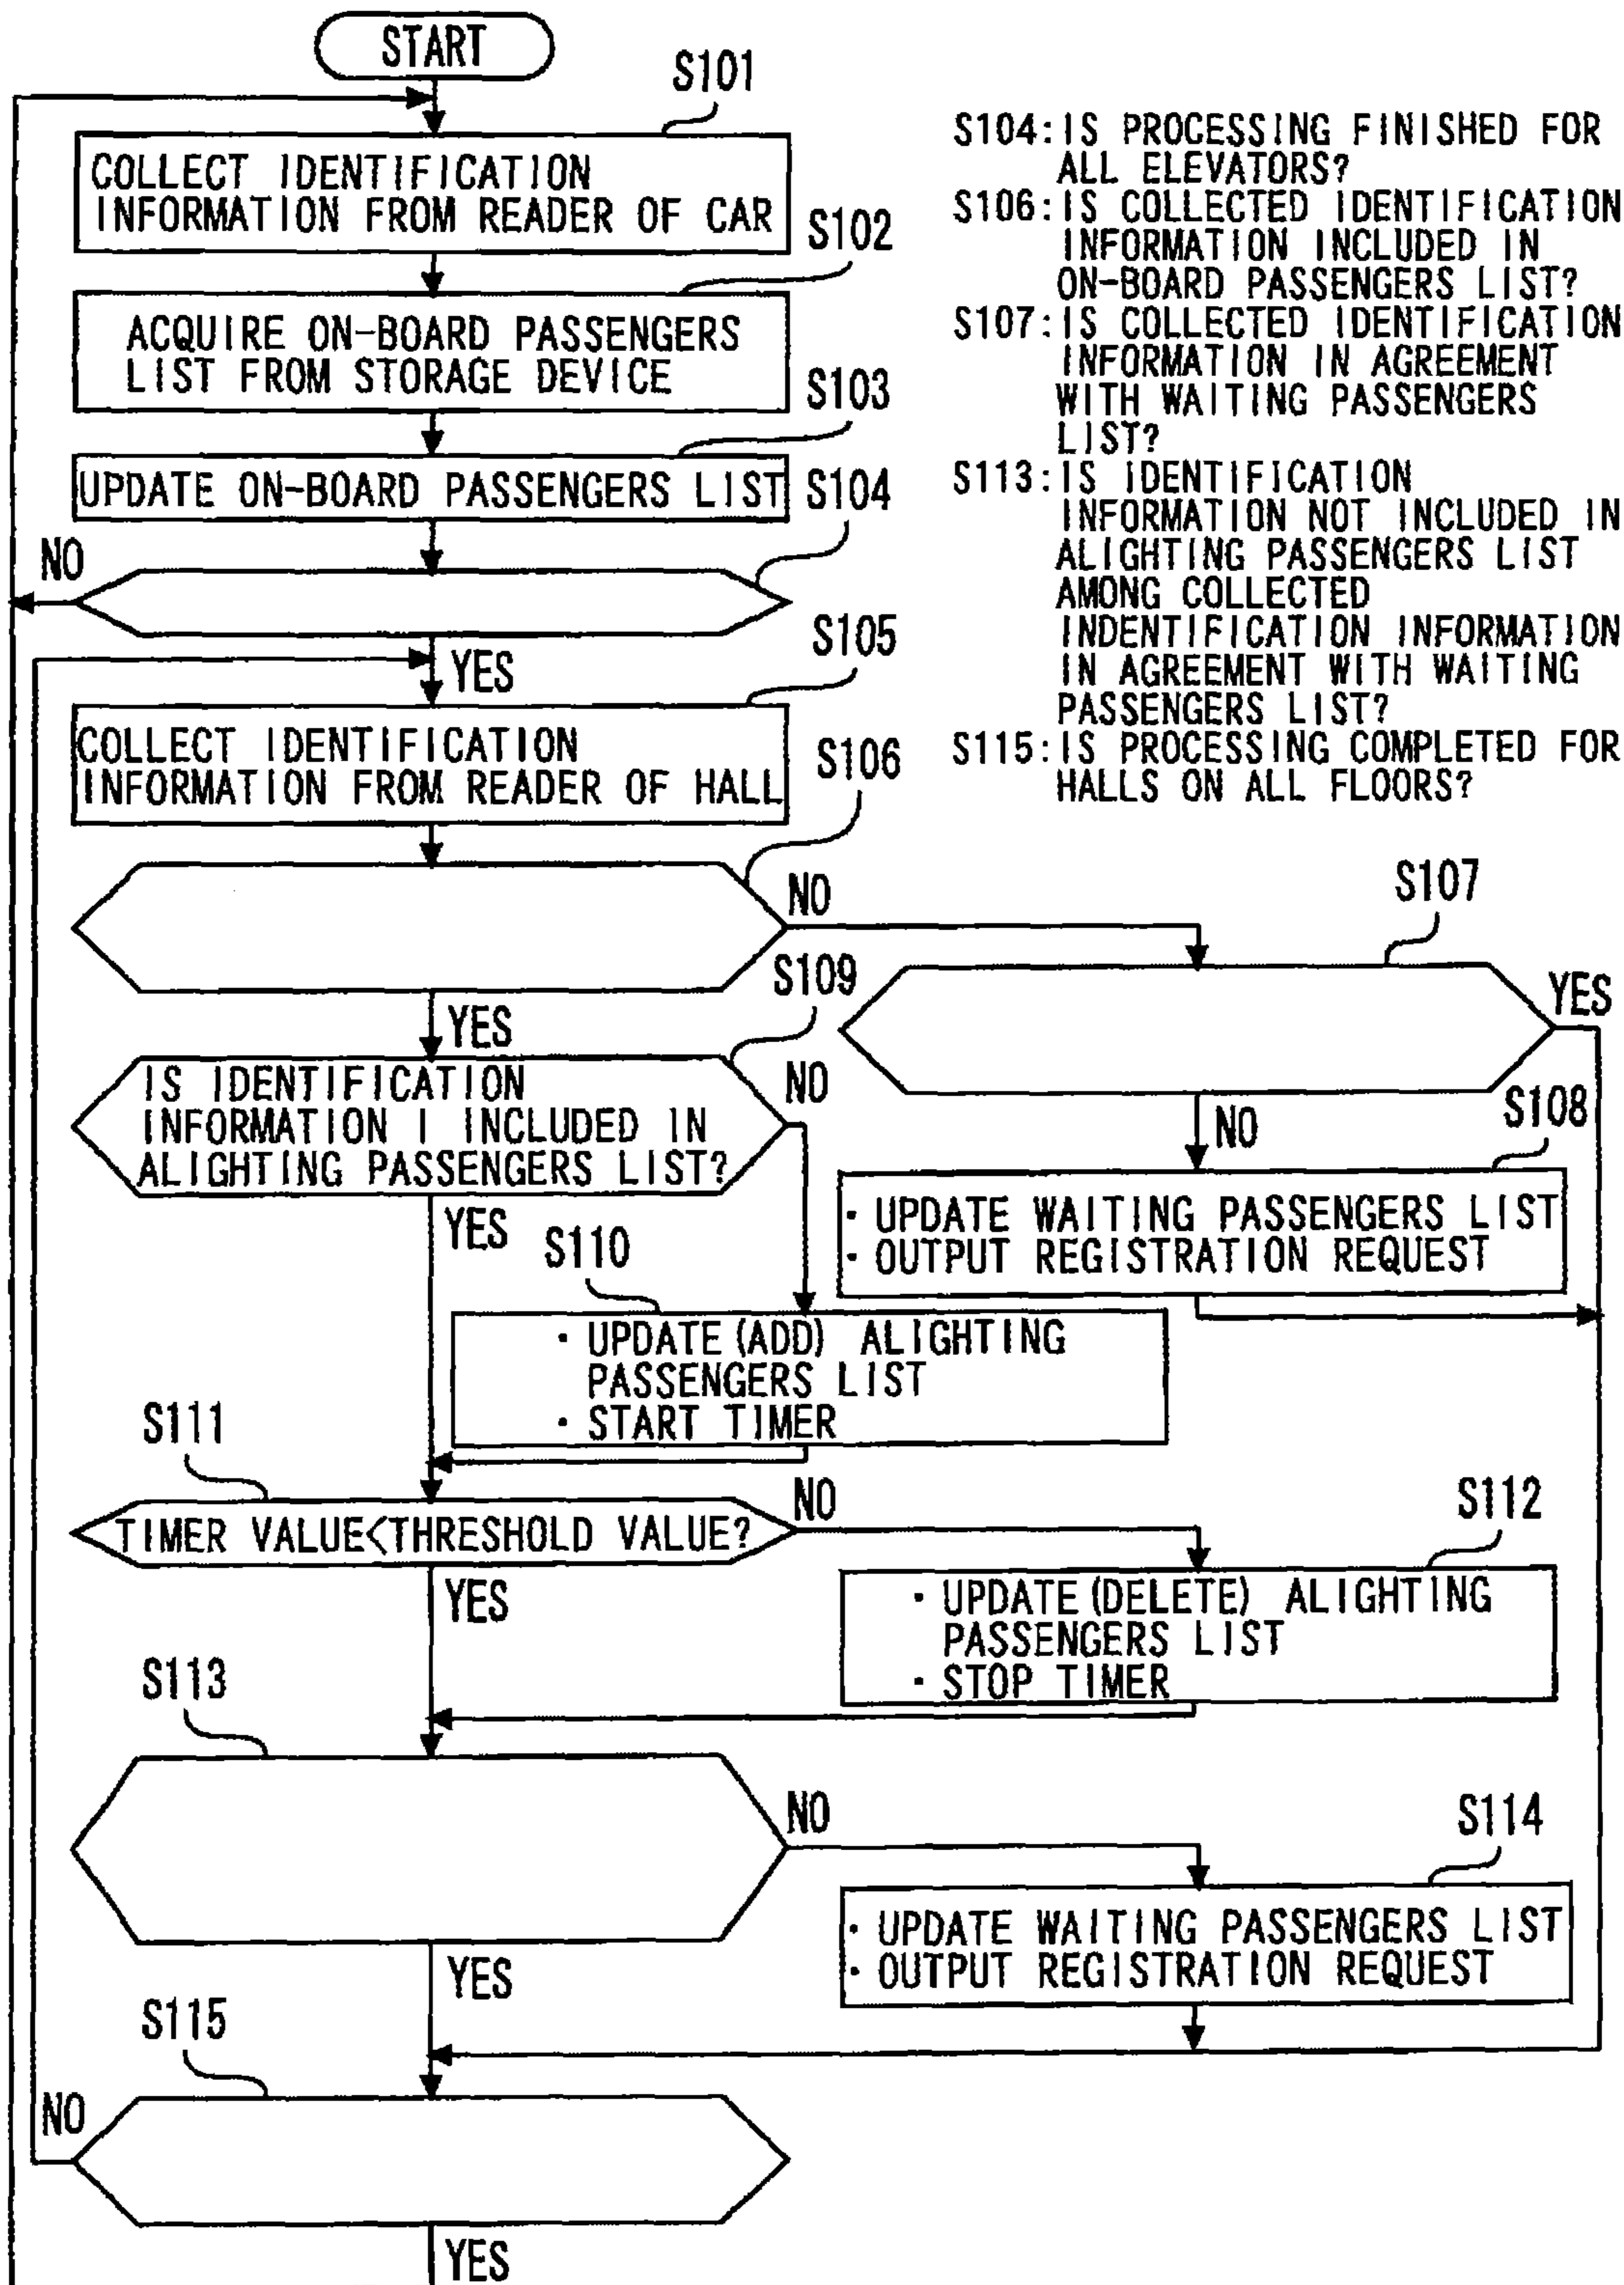 START
S101
COLLECT IDENTIFICATION
INFORMATION FROM READER OF CAR
S102
ACQUIRE ON-BOARD PASSENGERS
LIST FROM STORAGE DEVICE
S103
UPDATE ON-BOARD PASSENGERS LIST
S104
NO
YES
S105
COLLECT IDENTIFICATION
INFORMATION FROM READER OF HALL
S106
NO
YES
S107
YES
NO
S108
· UPDATE WAITING PASSENGERS LIST
· OUTPUT REGISTRATION REQUEST
S109
IS IDENTIFICATION
INFORMATION I INCLUDED IN
ALIGHTING PASSENGERS LIST?
NO
YES
S110
· UPDATE (ADD) ALIGHTING
PASSENGERS LIST
· START TIMER
S111
TIMER VALUE<THRESHOLD VALUE?
NO
YES
S112
· UPDATE (DELETE) ALIGHTING
PASSENGERS LIST
· STOP TIMER
S113
NO
YES
S114
· UPDATE WAITING PASSENGERS LIST
· OUTPUT REGISTRATION REQUEST
S115
NO
YES
S104:IS PROCESSING FINISHED FOR
ALL ELEVATORS?
S106:IS COLLECTED IDENTIFICATION
INFORMATION INCLUDED IN
ON-BOARD PASSENGERS LIST?
S107:IS COLLECTED IDENTIFICATION
INFORMATION IN AGREEMENT
WITH WAITING PASSENGERS
LIST?
S113:IS IDENTIFICATION
INFORMATION NOT INCLUDED IN
ALIGHTING PASSENGERS LIST
AMONG COLLECTED
INDENTIFICATION INFORMATION
IN AGREEMENT WITH WAITING
PASSENGERS LIST?
S115:IS PROCESSING COMPLETED FOR
HALLS ON ALL FLOORS?